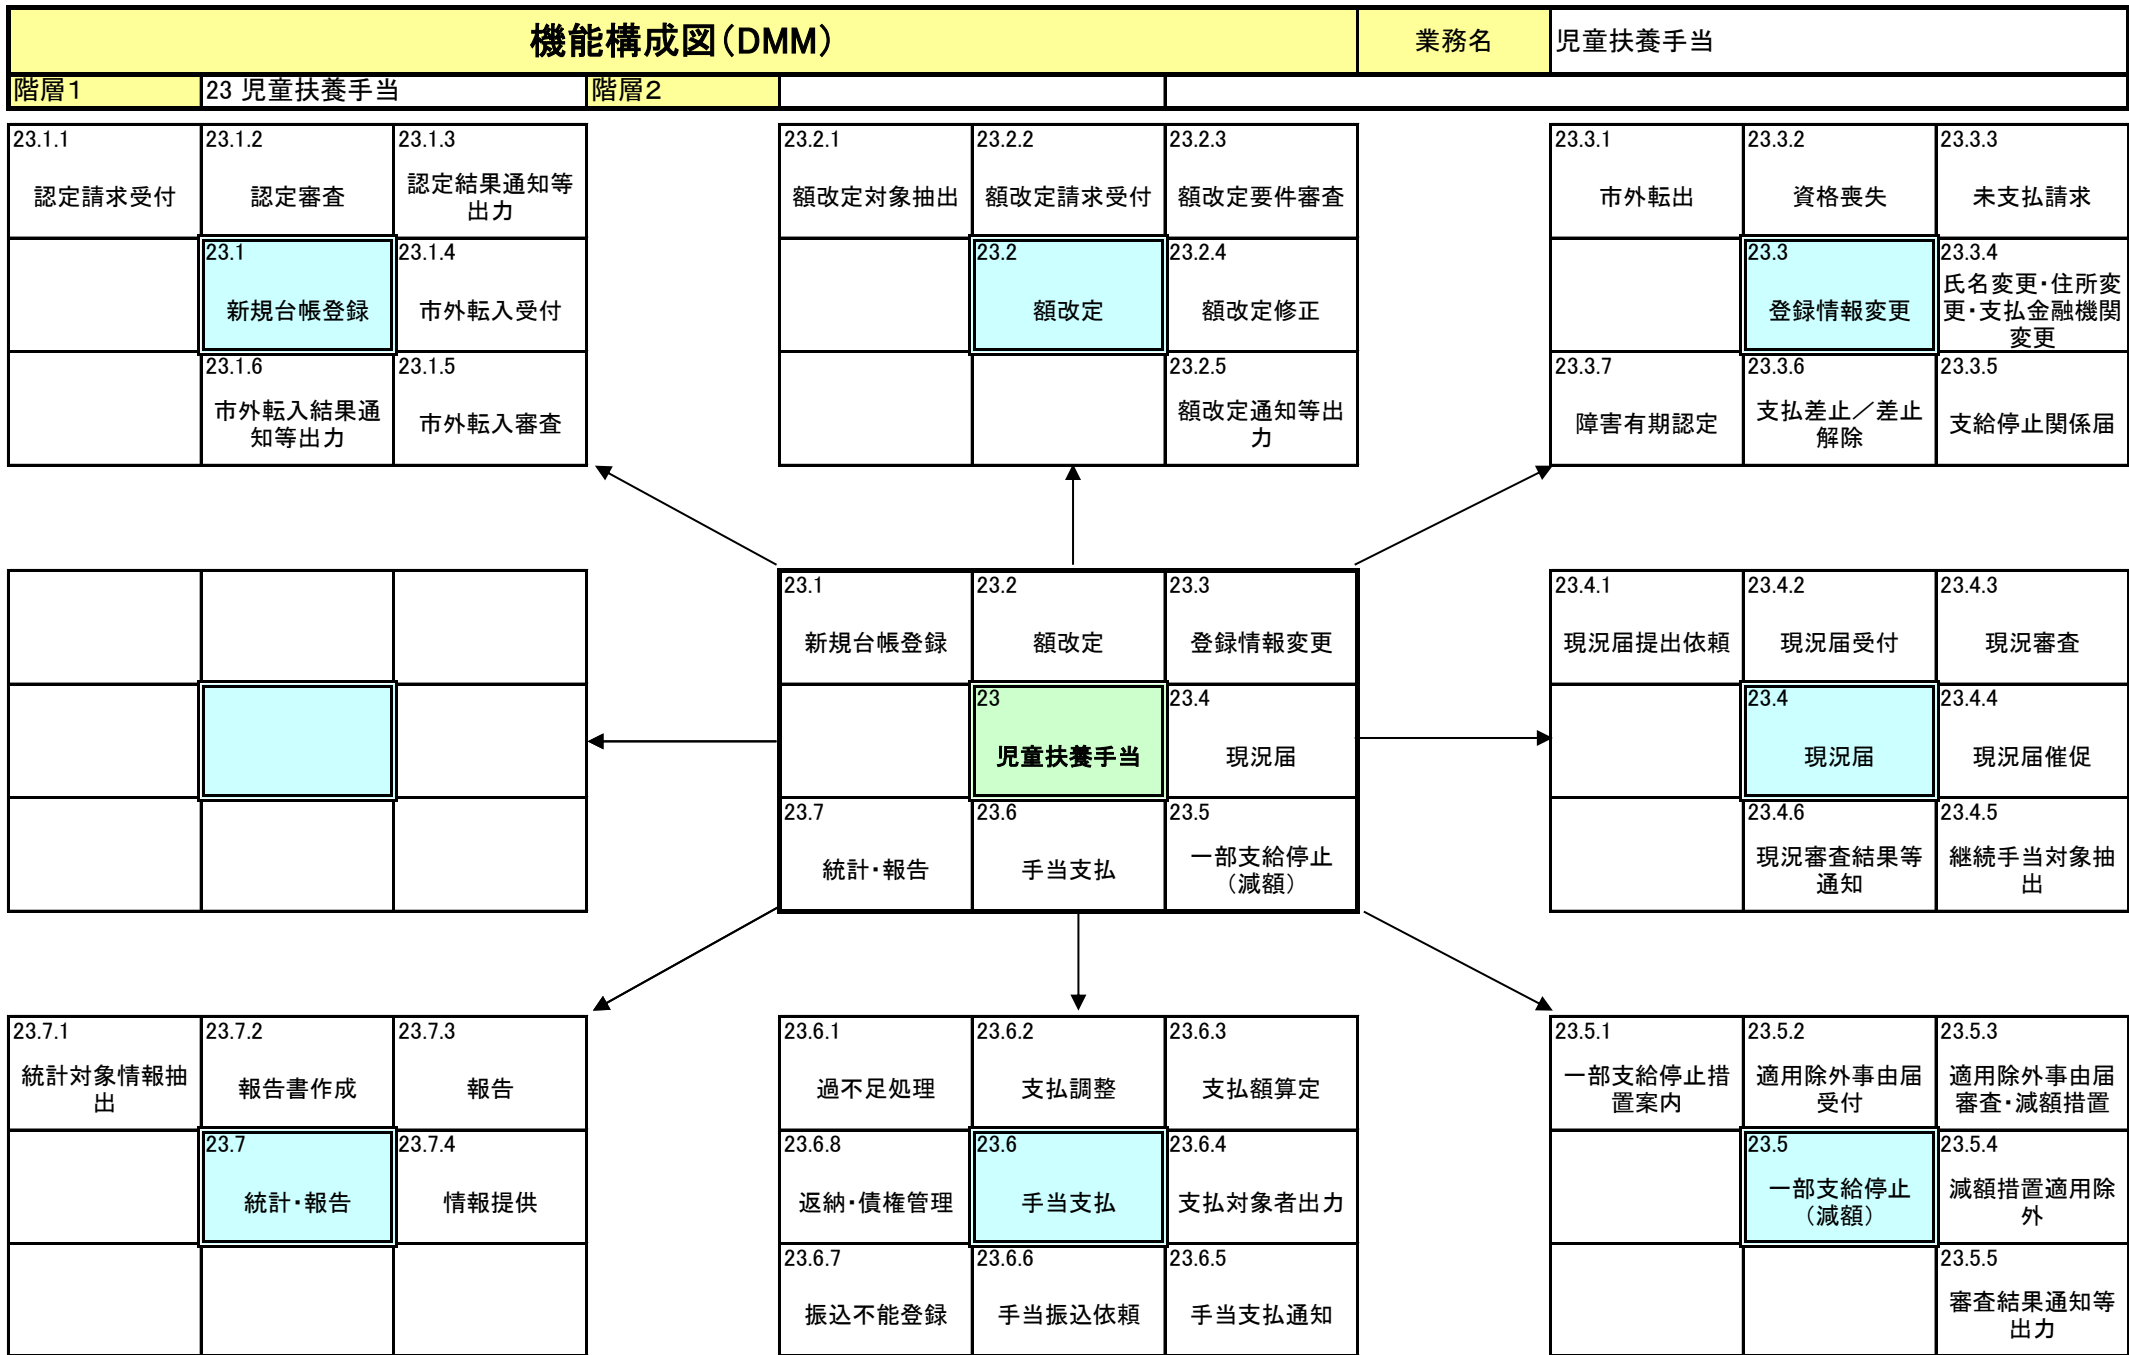 機能構成図（DMM）
業務名
児童扶養手当
階層１
23 児童扶養手当
階層２
23.1.1
認定請求受付
23.1.2
認定審査
23.1.3
認定結果通知等
出力
23.1
新規台帳登録
23.1.4
市外転入受付
23.1.6
市外転入結果通
知等出力
23.1.5
市外転入審査
23.2.1
額改定対象抽出
23.2.2
額改定請求受付
23.2.3
額改定要件審査
23.2
額改定
23.2.4
額改定修正
23.2.5
額改定通知等出
力
23.3.1
市外転出
23.3.2
資格喪失
23.3.3
未支払請求
23.3
登録情報変更
23.3.4
氏名変更・住所変
更・支払金融機関
変更
23.3.7
障害有期認定
23.3.6
支払差止／差止
解除
23.3.5
支給停止関係届
23.1
新規台帳登録
23.2
額改定
23.3
登録情報変更
23
児童扶養手当
23.4
現況届
23.7
統計・報告
23.6
手当支払
23.5
一部支給停止
（減額）
23.4.1
現況届提出依頼
23.4.2
現況届受付
23.4.3
現況審査
23.4
現況届
23.4.4
現況届催促
23.4.6
現況審査結果等
通知
23.4.5
継続手当対象抽
出
23.7.1
統計対象情報抽
出
23.7.2
報告書作成
23.7.3
報告
23.7
統計・報告
23.7.4
情報提供
23.6.1
過不足処理
23.6.2
支払調整
23.6.3
支払額算定
23.6.8
返納・債権管理
23.6
手当支払
23.6.4
支払対象者出力
23.6.7
振込不能登録
23.6.6
手当振込依頼
23.6.5
手当支払通知
23.5.1
一部支給停止措
置案内
23.5.2
適用除外事由届
受付
23.5.3
適用除外事由届
審査・減額措置
23.5
一部支給停止
（減額）
23.5.4
減額措置適用除
外
23.5.5
審査結果通知等
出力